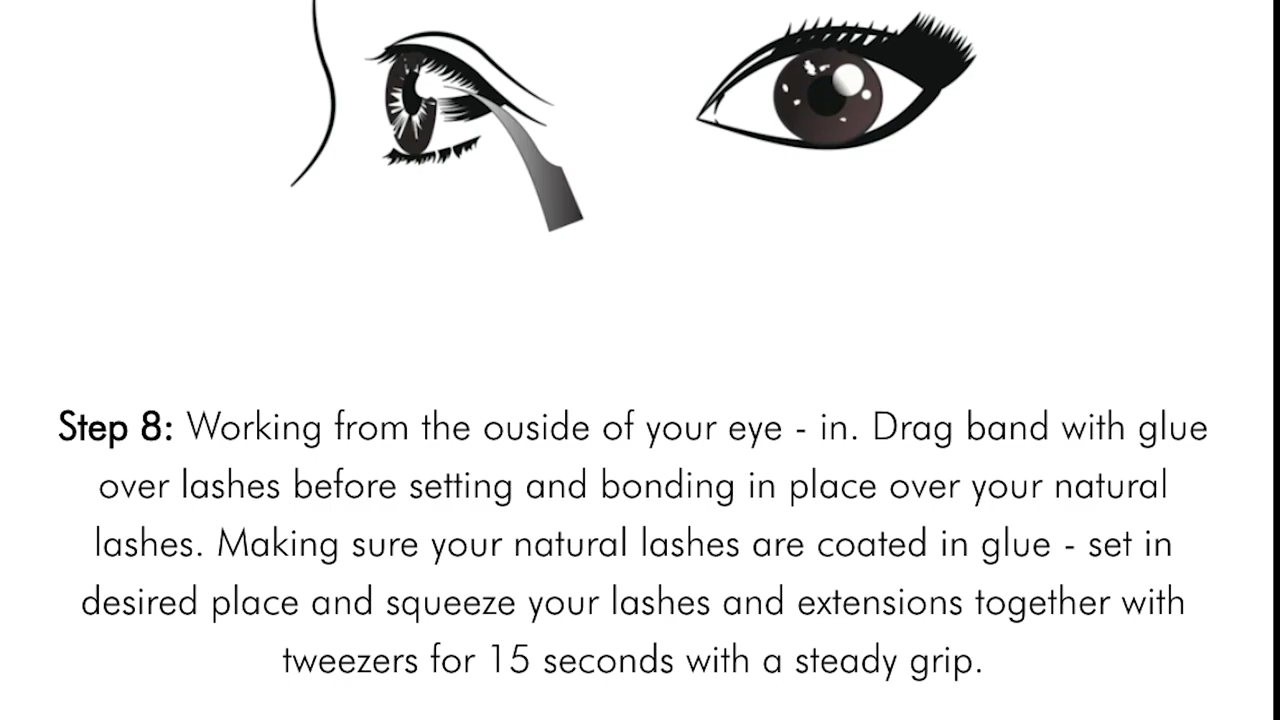 Step 8: Working from the ouside of your eye - in. Drag band with glue
over lashes before setting and bonding in place over your natural
lashes. Making sure your natural lashes are coated in glue - set in
desired place and squeeze your lashes and extensions together with
tweezers for 15 seconds with a steady grip.